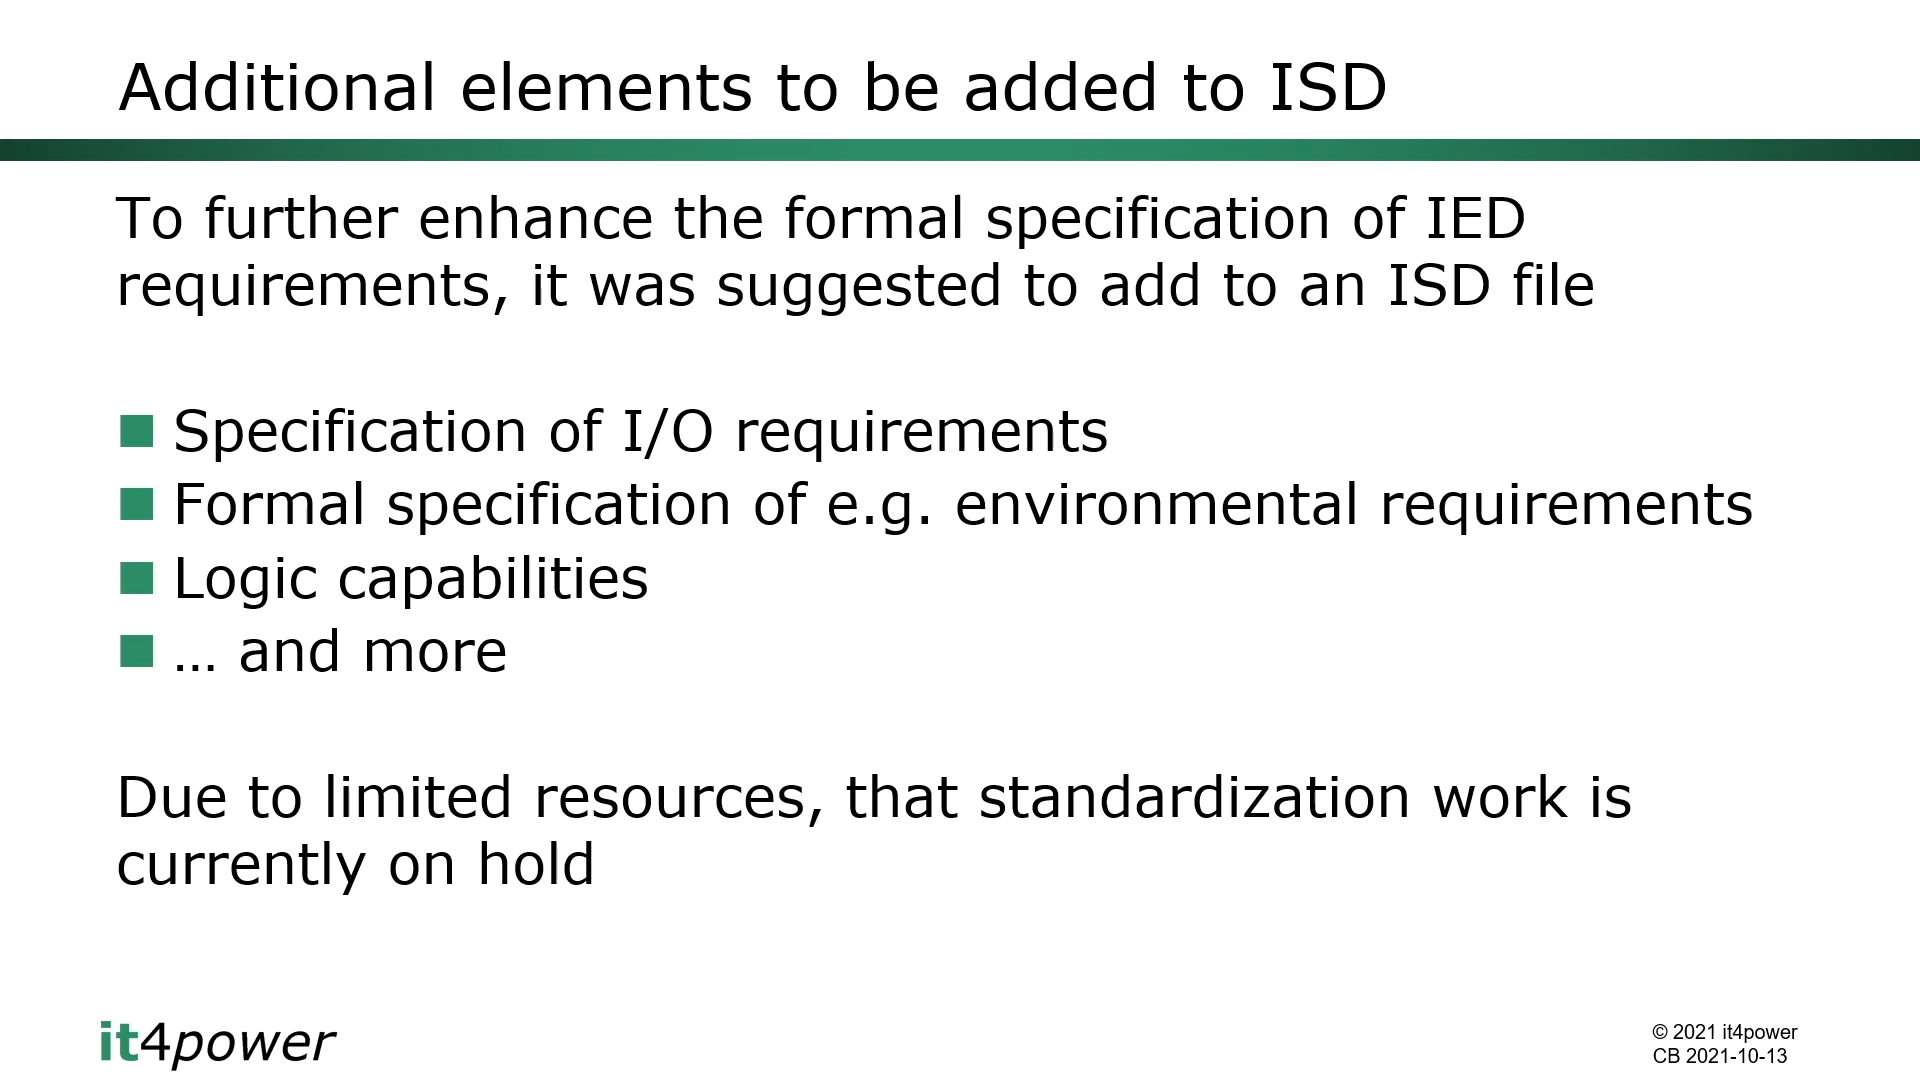 Additional elements to be added to ISD
To further enhance the formal specification of IED
requirements, it was suggested to add to an ISD file
Specification of I/O requirements
Formal specification of e.g. environmental requirements
Logic capabilities
… and more
Due to limited resources, that standardization work is
currently on hold
it4power
© 2021 it4power
CB 2021-10-13